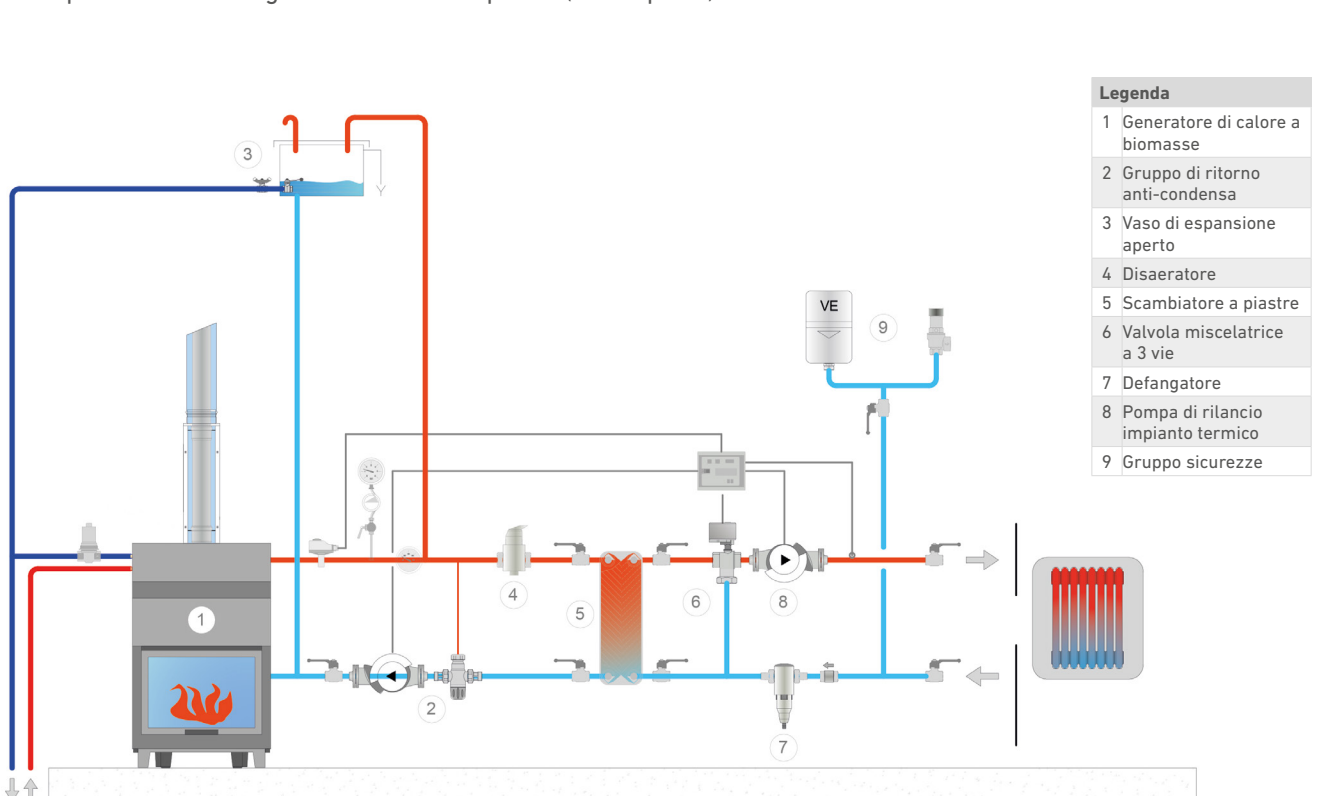 3
VE
9
4
5
6
8
1
2
7
Legenda
1 Generatore di calore a
biomasse
2 Gruppo di ritorno
anti-condensa
3 Vaso di espansione
aperto
4 Disaeratore
5 Scambiatore a piastre
6 Valvola miscelatrice
a 3 vie
7 Defangatore
8 Pompa di rilancio
impianto termico
9 Gruppo sicurezze